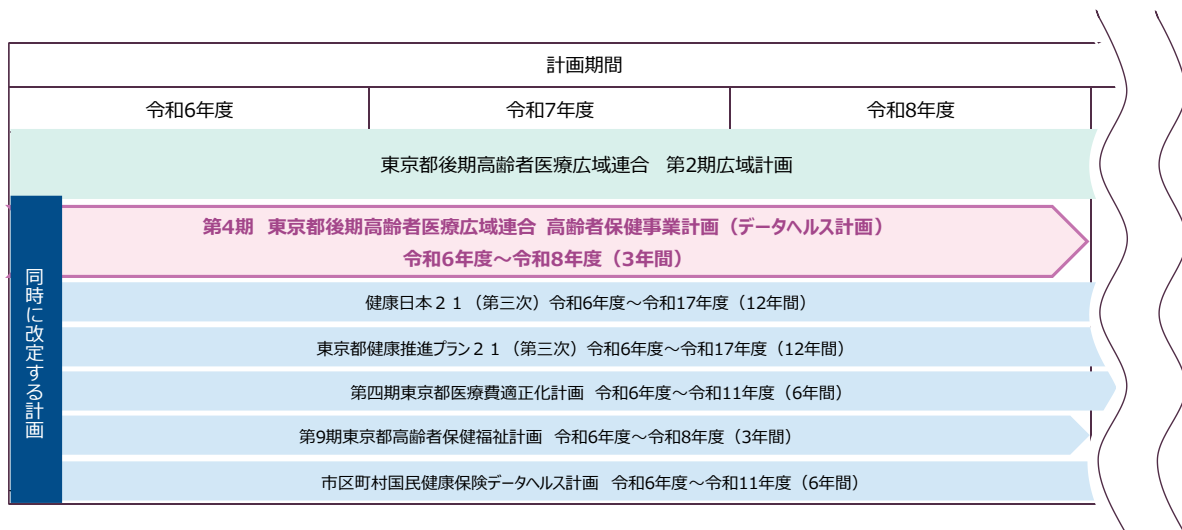 計画期間
令和6年度 令和7年度 令和8年度
東京都後期高齢者医療広域連合 第2期広域計画
同時に改定する計画
第4期 東京都後期高齢者医療広域連合 高齢者保健事業計画（データヘルス計画）
令和6年度～令和8年度（3年間）
健康日本２１（第三次）令和6年度～令和17年度（12年間）
東京都健康推進プラン２１（第三次）令和6年度～令和17年度（12年間）
第四期東京都医療費適正化計画 令和6年度～令和11年度（6年間）
第9期東京都高齢者保健福祉計画 令和6年度～令和8年度（3年間）
市区町村国民健康保険データヘルス計画 令和6年度～令和11年度（6年間）